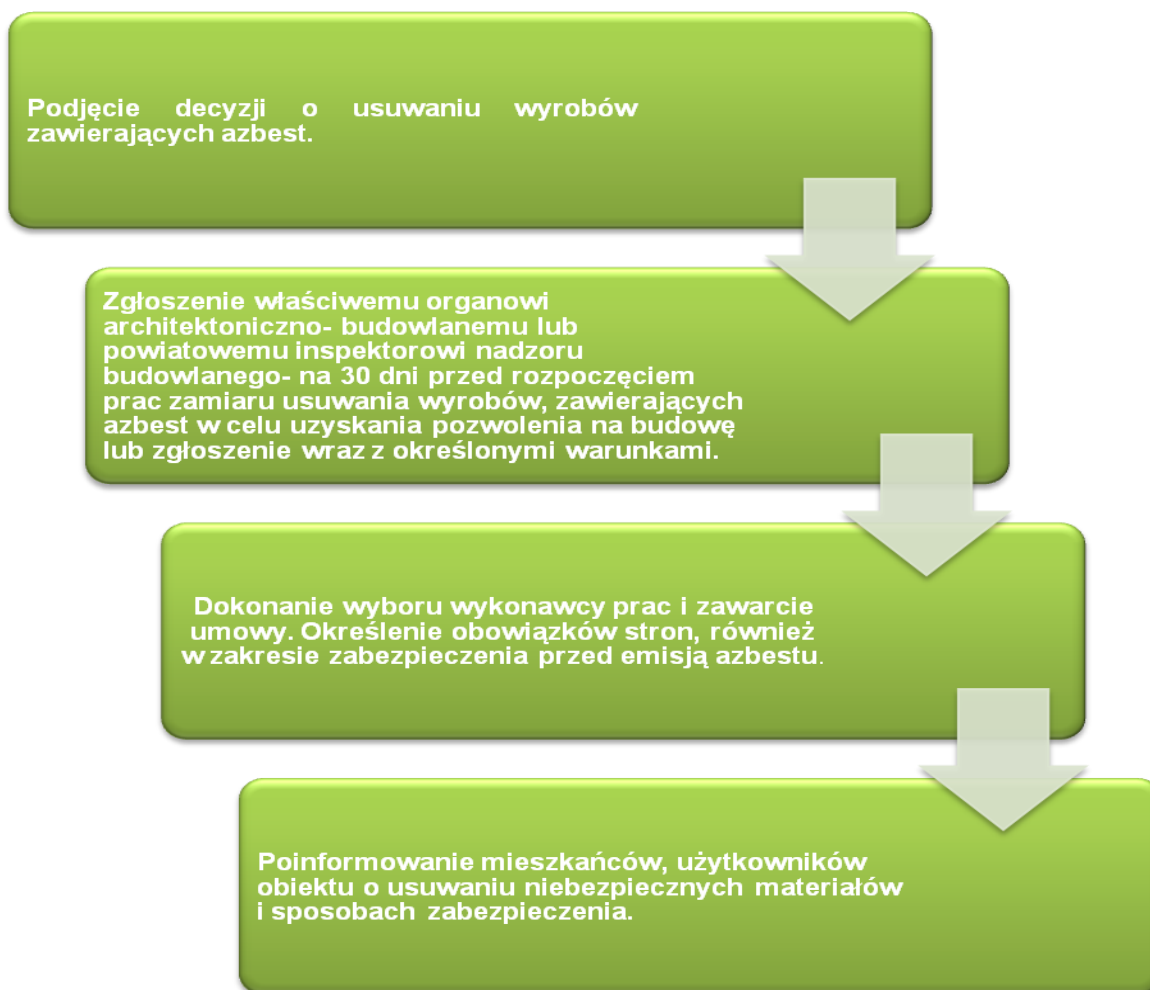 Podjęcie decyzji o usuwaniu wyrobów
zawierających azbest.
Zgłoszenie właściwemu organowi
architektoniczno- budowlanemu lub
powiatowemu inspektorowi nadzoru
budowlanego- na 30 dni przed rozpoczęciem
prac zamiaru usuwania wyrobów, zawierających
azbest w celu uzyskania pozwolenia na budowę
lub zgłoszenie wraz z określonymi warunkami.
Dokonanie wyboru wykonawcy prac i zawarcie
umowy. Określenie obowiązków stron, również
w zakresie zabezpieczenia przed emisją azbestu.
Poinformowanie mieszkańców, użytkowników
obiektu o usuwaniu niebezpiecznych materiałów
i sposobach zabezpieczenia.